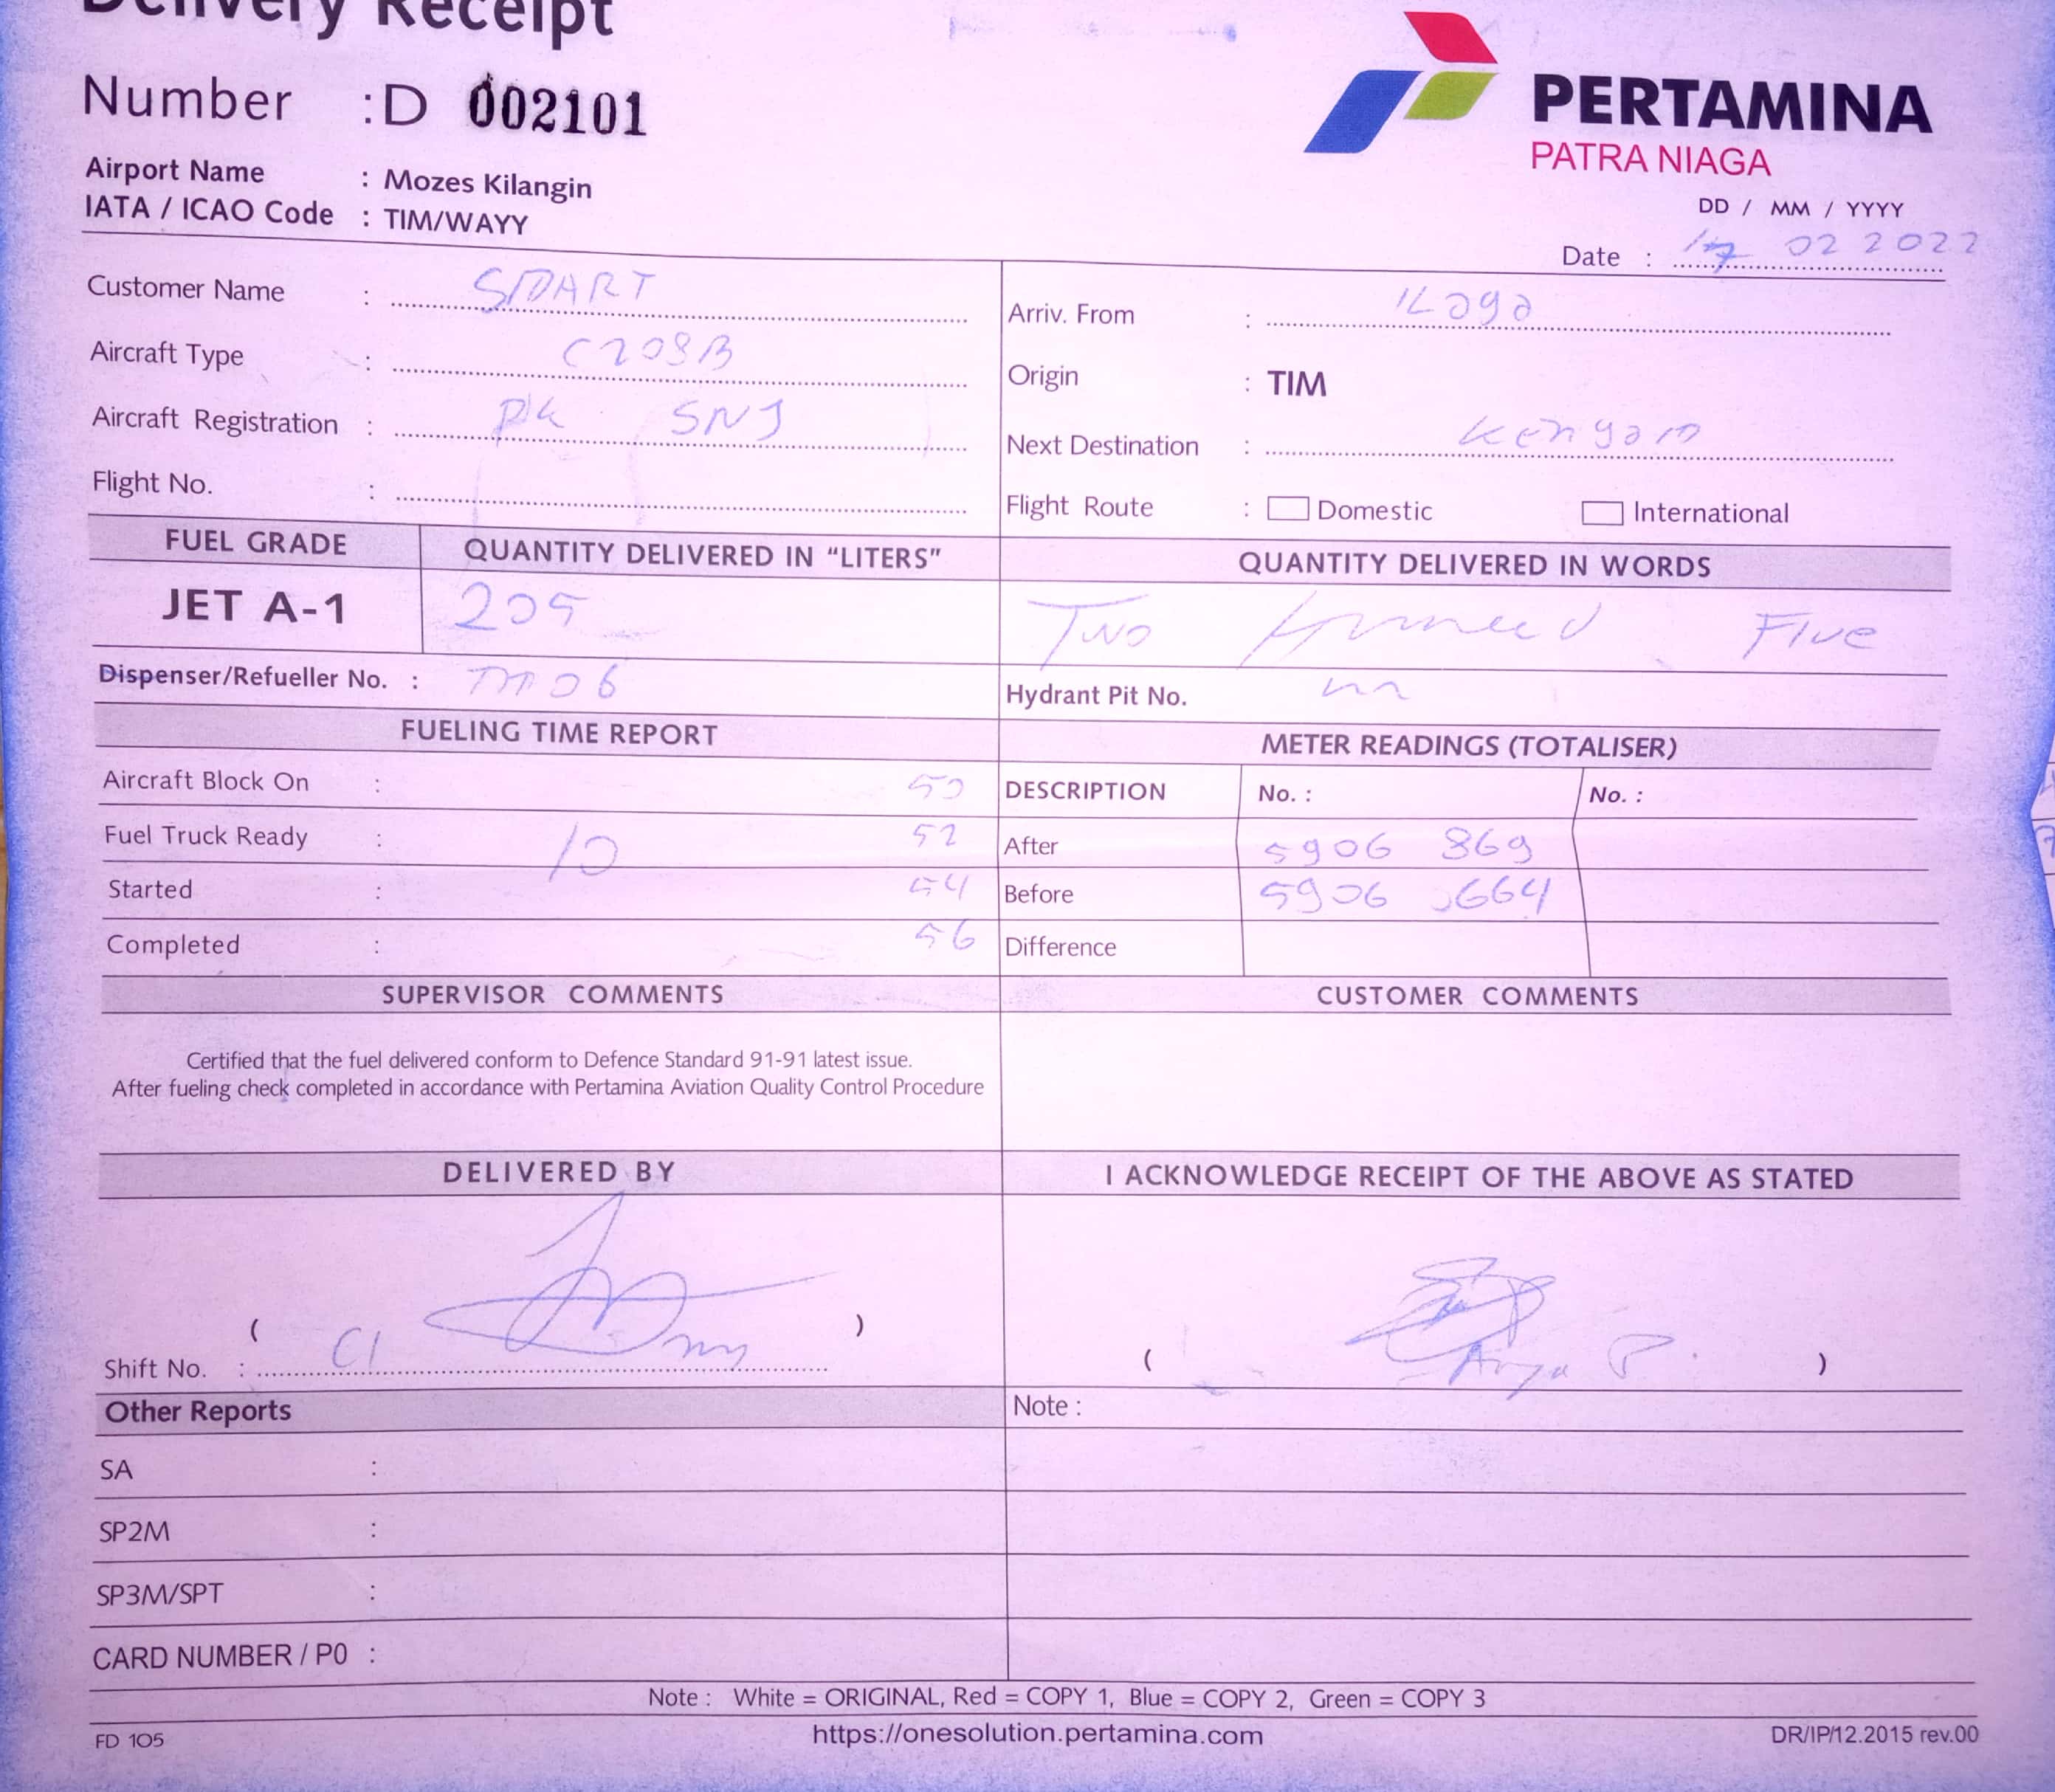 Delivery Receipt
Number : D 002101
PERTAMINA
PATRA NIAGA
Airport Name : Mozes Kilangin
IATA / ICAO Code : TIM/WAYY
DD / MM / YYYY
Date : 17 02 2022
Customer Name : SMART
Arriv. From : ILaga
Aircraft Type : C208B
Origin : TIM
Aircraft Registration : PK SNJ
Next Destination : Kenyam
Flight No. :
Flight Route : Domestic International
FUEL GRADE QUANTITY DELIVERED IN “LITERS” QUANTITY DELIVERED IN WORDS
JET A-1 205 Two Hunred Five
Dispenser/Refueller No. : 06
Hydrant Pit No.
FUELING TIME REPORT METER READINGS (TOTALISER)
Aircraft Block On : 50 DESCRIPTION No. : No. :
Fuel Truck Ready : 10 52 After 5906 869
Started : 54 Before 5906 664
Completed : 56 Difference
SUPERVISOR COMMENTS CUSTOMER COMMENTS
Certified that the fuel delivered conform to Defence Standard 91-91 latest issue.
After fueling check completed in accordance with Pertamina Aviation Quality Control Procedure
DELIVERED BY I ACKNOWLEDGE RECEIPT OF THE ABOVE AS STATED
( )
Shift No. : C1
( Arya P. )
Other Reports Note :
SA :
SP2M :
SP3M/SPT :
CARD NUMBER / P0 :
Note : White = ORIGINAL, Red = COPY 1, Blue = COPY 2, Green = COPY 3
FD 105 https://onesolution.pertamina.com DR/IP/12.2015 rev.00